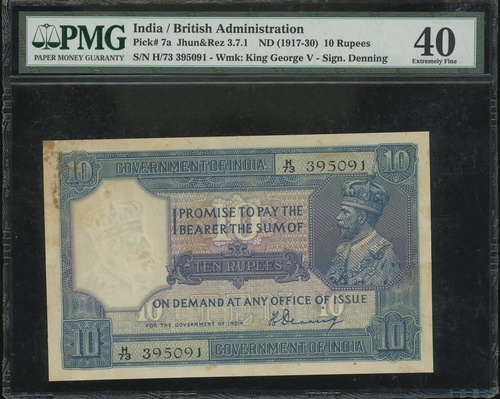 PMG
PAPER MONEY GUARANTY
India / British Administration
Pick# 7a Jhun&Rez 3.7.1 ND (1917-30) 10 Rupees
S/N H/73 395091 - Wmk: King George V - Sign. Denning
40
Extremely Fine
10 GOVERNMENT OF INDIA H/73 395091 10
I PROMISE TO PAY THE
BEARER THE SUM OF
10
TEN RUPEES
ON DEMAND AT ANY OFFICE OF ISSUE
10 10
FOR THE GOVERNMENT OF INDIA
Denning
10 H/73 395091 GOVERNMENT OF INDIA 10